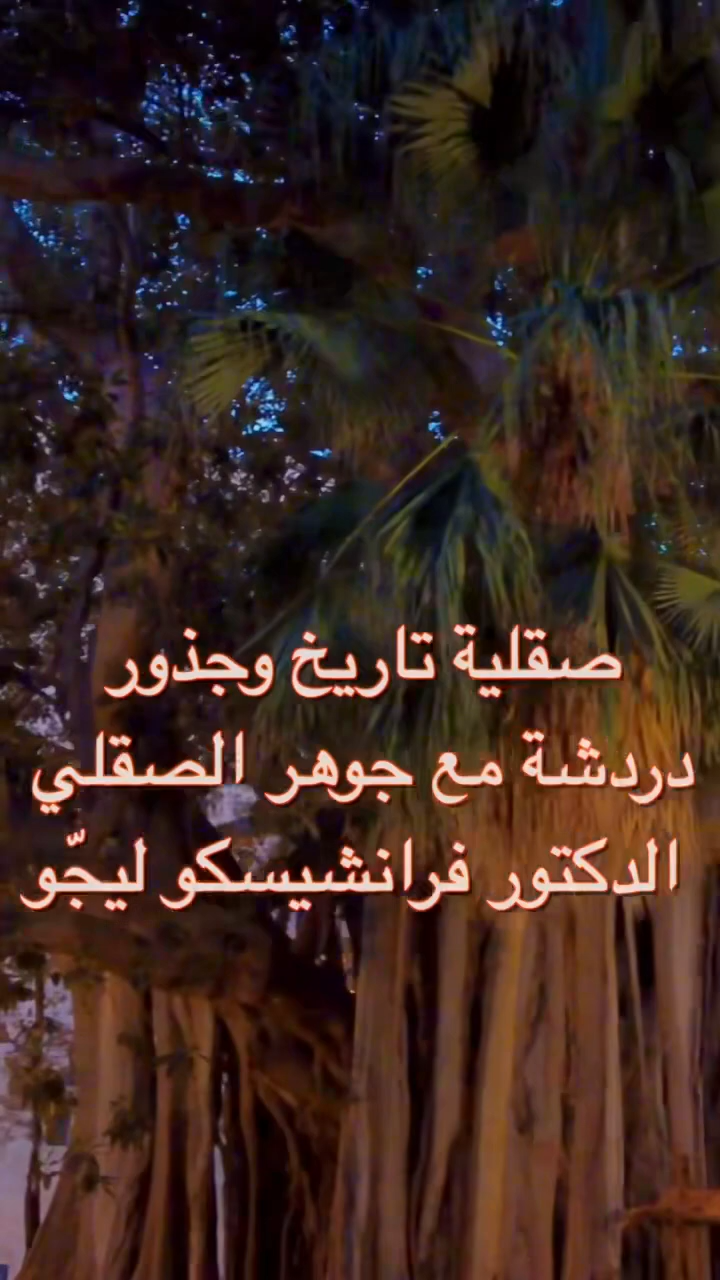 صقلية تاريخ وجذور
دردشة مع جوهر الصقلي
الدكتور فرانشيسكو ليجّو